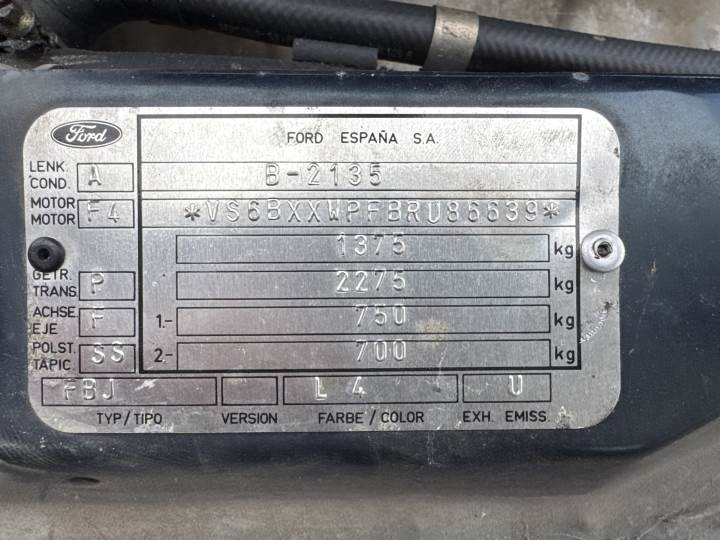 Ford
FORD ESPAÑA S.A.
LENK. COND. A
B-2135
MOTOR MOTOR F4
*VS6BXXWPFBRU86639*
1375 kg
GETR. TRANS. P
2275 kg
ACHSE EJE F
1.- 750 kg
POLST. TAPIC. SS
2.- 700 kg
FBJ L 4 U
TYP/TIPO VERSION FARBE/COLOR EXH. EMISS.